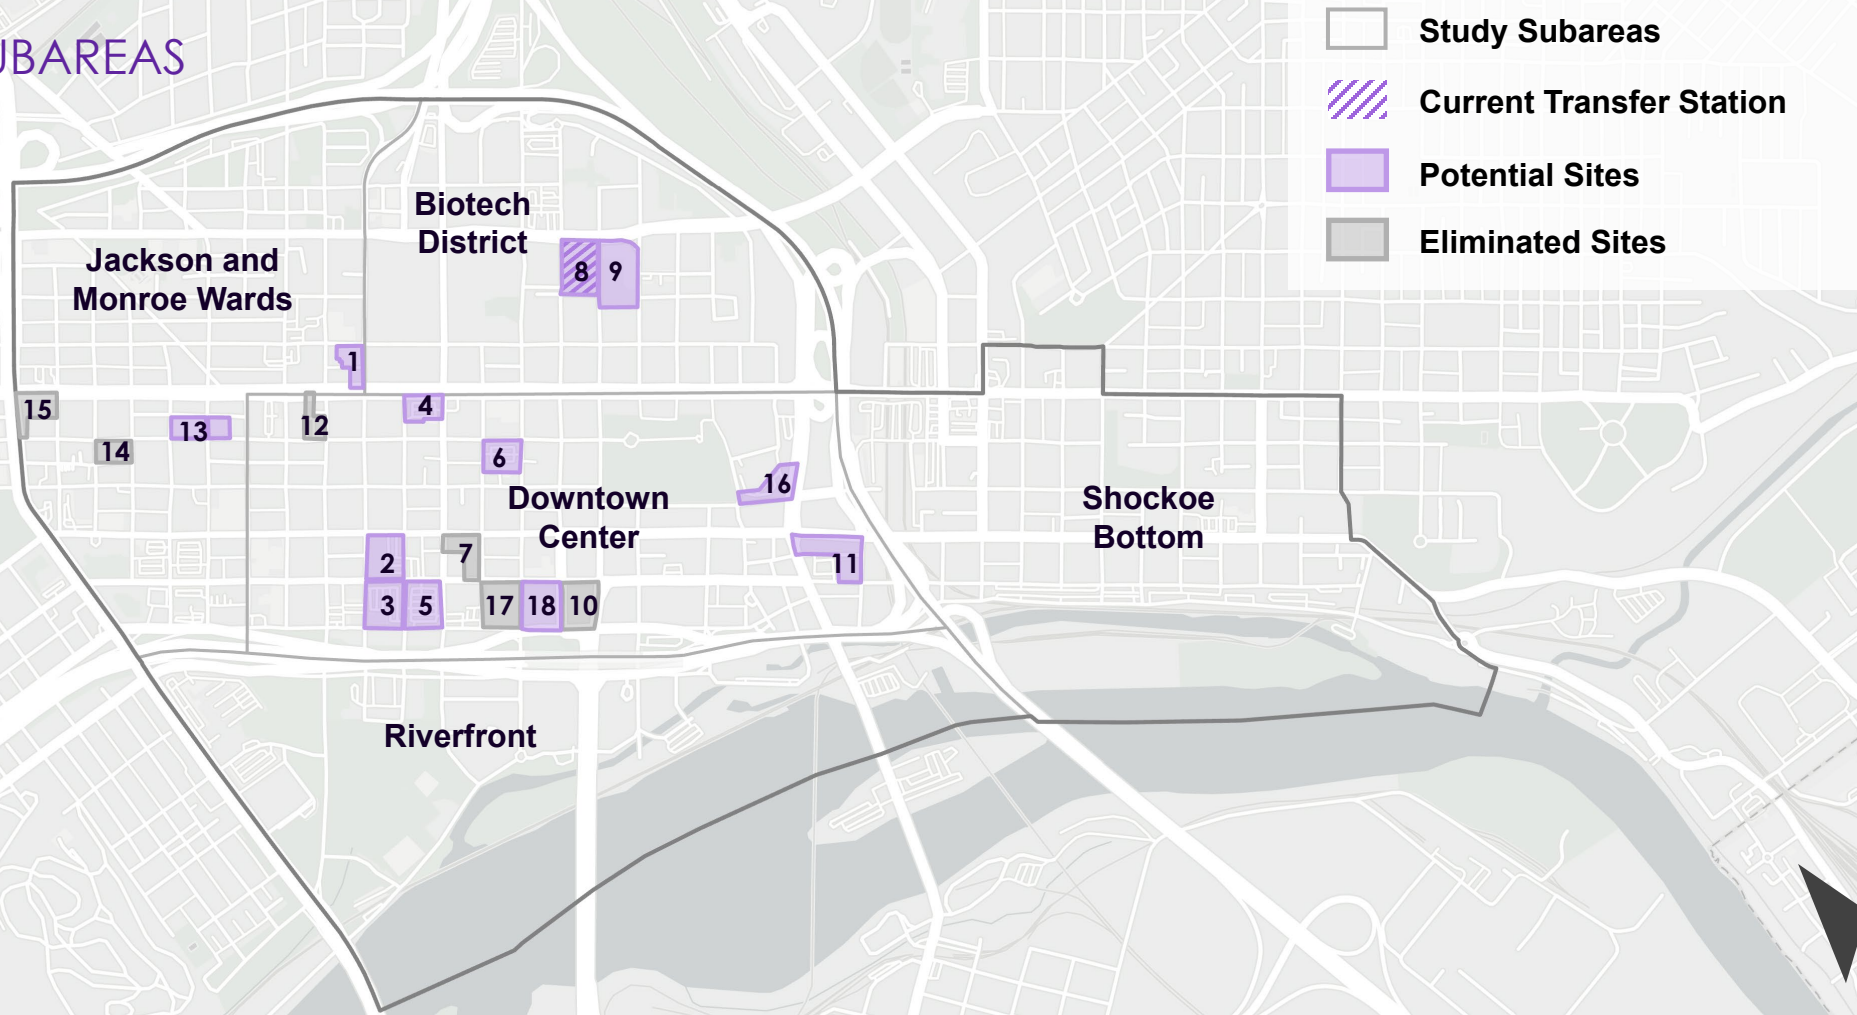 UBAREAS
Study Subareas
Current Transfer Station
Potential Sites
Eliminated Sites
Biotech
District
Jackson and
Monroe Wards
8
9
1
15
13
14
12
4
6
16
Downtown
Center
Shockoe
Bottom
2
7
11
3
5
17
18
10
Riverfront